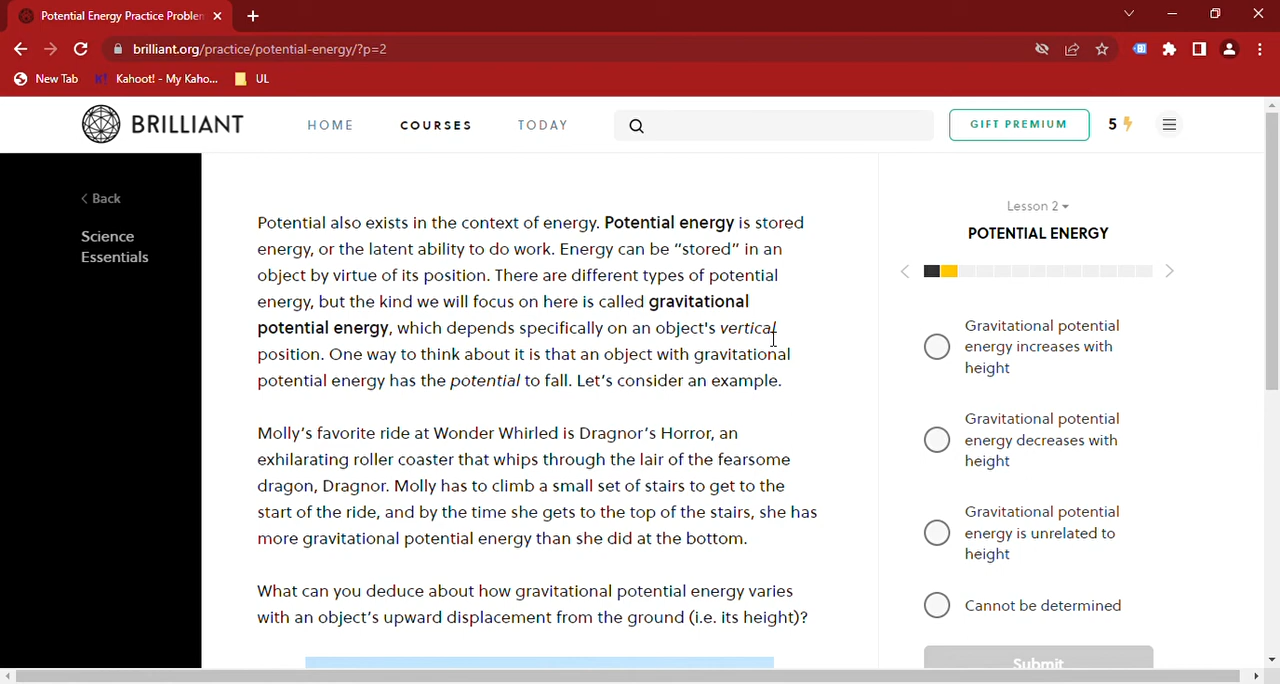 Potential Energy Practice Problem
brilliant.org/practice/potential-energy/?p=2
New Tab
Kahoot! - My Kaho...
UL
BRILLIANT
HOME
COURSES
TODAY
GIFT PREMIUM
5
Back
Science
Essentials
Potential also exists in the context of energy. Potential energy is stored
energy, or the latent ability to do work. Energy can be “stored” in an
object by virtue of its position. There are different types of potential
energy, but the kind we will focus on here is called gravitational
potential energy, which depends specifically on an object's vertical
position. One way to think about it is that an object with gravitational
potential energy has the potential to fall. Let’s consider an example.
Molly’s favorite ride at Wonder Whirled is Dragnor’s Horror, an
exhilarating roller coaster that whips through the lair of the fearsome
dragon, Dragnor. Molly has to climb a small set of stairs to get to the
start of the ride, and by the time she gets to the top of the stairs, she has
more gravitational potential energy than she did at the bottom.
What can you deduce about how gravitational potential energy varies
with an object’s upward displacement from the ground (i.e. its height)?
Lesson 2
POTENTIAL ENERGY
Gravitational potential
energy increases with
height
Gravitational potential
energy decreases with
height
Gravitational potential
energy is unrelated to
height
Cannot be determined
Submit